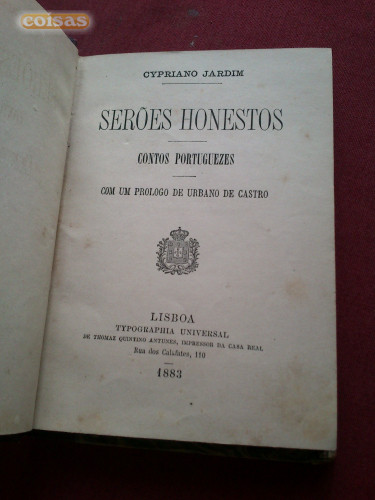 coisas
CYPRIANO JARDIM
SERÕES HONESTOS
CONTOS PORTUGUEZES
COM UM PROLOGO DE URBANO DE CASTRO
LISBOA
TYPOGRAPHIA UNIVERSAL
DE THOMAZ QUINTINO ANTUNES, IMPRESSOR DA CASA REAL
Rua dos Calafates, 110
1883